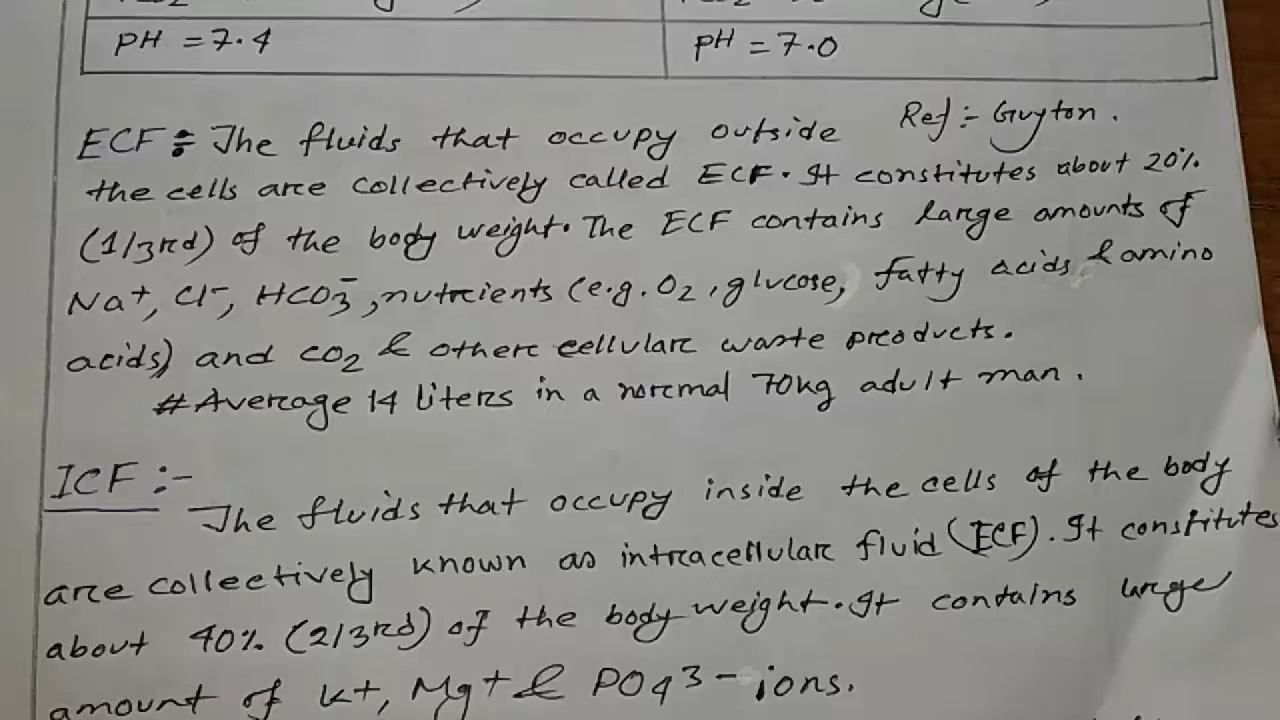 PH = 7.4 pH = 7.0
ECF :- The fluids that occupy outside Ref :- Guyton.
the cells are collectively called ECF. It constitutes about 20%
(1/3rd) of the body weight. The ECF contains large amounts of
Na+, Cl-, HCO3-, nutrients (e.g. O2, glucose, fatty acids & amino
acids) and CO2 & other cellular waste products.
# Average 14 liters in a normal 70kg adult man.
ICF :-
The fluids that occupy inside the cells of the body
are collectively known as intracellular fluid (ICF). It constitutes
about 40% (2/3rd) of the body weight. It contains large
amount of K+, Mg+ & PO4 3- ions.